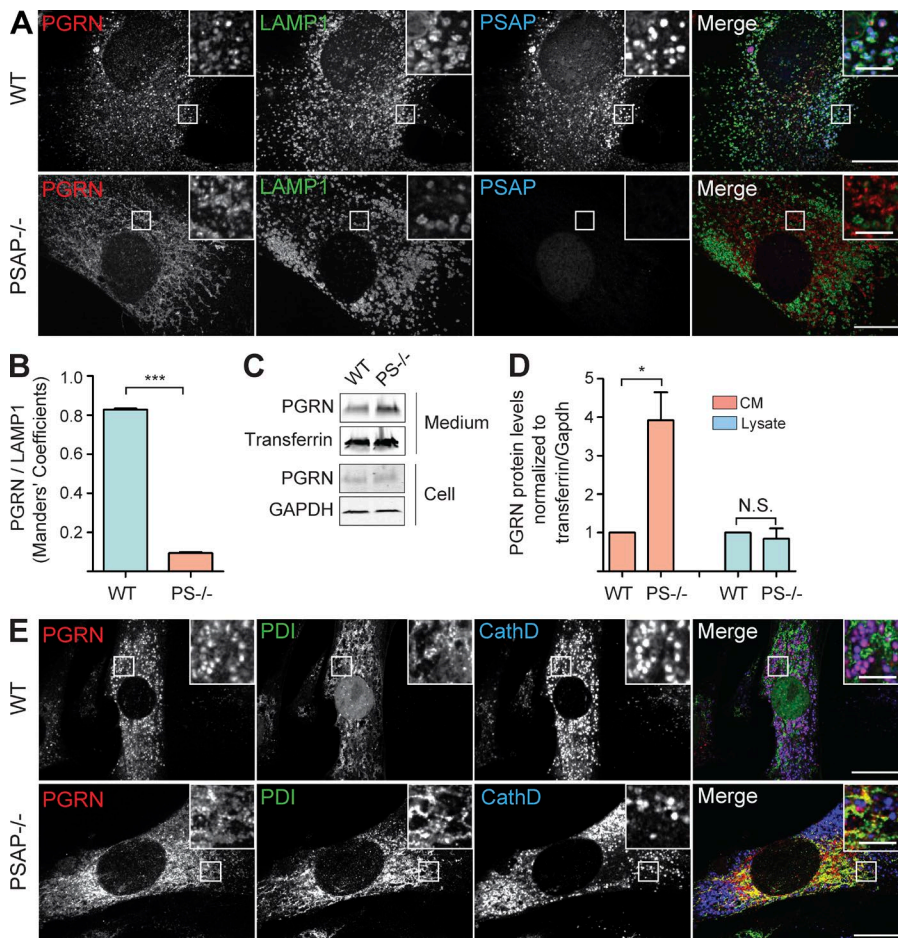 A
PGRN LAMP1 PSAP Merge
WT
PGRN LAMP1 PSAP Merge
PSAP-/-
B
PGRN / LAMP1
(Manders' Coefficients)
1.0
0.8
0.6
0.4
0.2
***
WT PS-/-
C
WT PS-/-
PGRN
Transferrin
Medium
PGRN
GAPDH
Cell
D
PGRN protein levels
normalized to
transferrin/Gapdh
5
4
3
2
1
0
*
CM
Lysate
N.S.
WT PS-/- WT PS-/-
E
PGRN PDI CathD Merge
WT
PGRN PDI CathD Merge
PSAP-/-